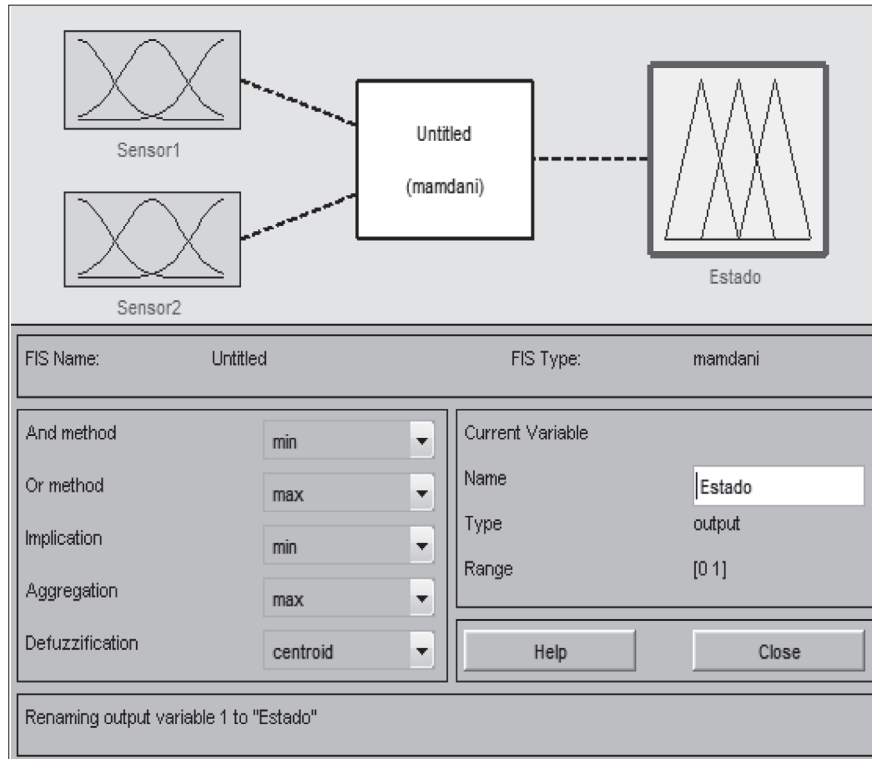 Sensor1
Untitled
(mamdani)
Sensor2
Estado
FIS Name: Untitled FIS Type: mamdani
And method min
Or method max
Implication min
Aggregation max
Defuzzification centroid
Current Variable
Name Estado
Type output
Range [0 1]
Help Close
Renaming output variable 1 to "Estado"